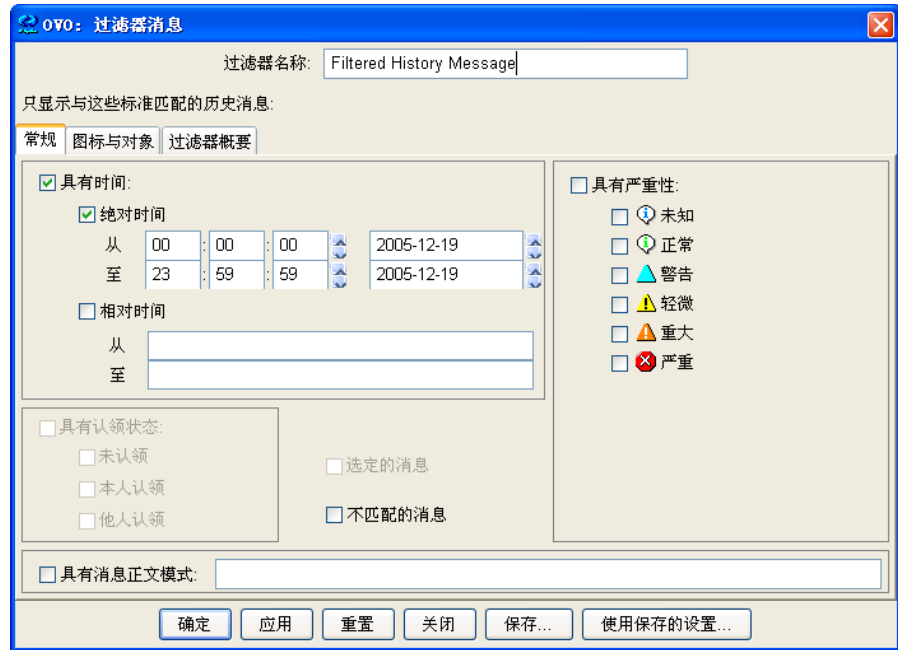 OVO: 过滤器消息
过滤器名称: Filtered History Message
只显示与这些标准匹配的历史消息:
常规 图标与对象 过滤器概要
具有时间:
绝对时间
从 00 : 00 : 00 2005-12-19
至 23 : 59 : 59 2005-12-19
相对时间
从
至
具有严重性:
未知
正常
警告
轻微
重大
严重
具有认领状态:
未认领
本人认领
他人认领
选定的消息
不匹配的消息
具有消息正文模式:
确定 应用 重置 关闭 保存... 使用保存的设置...